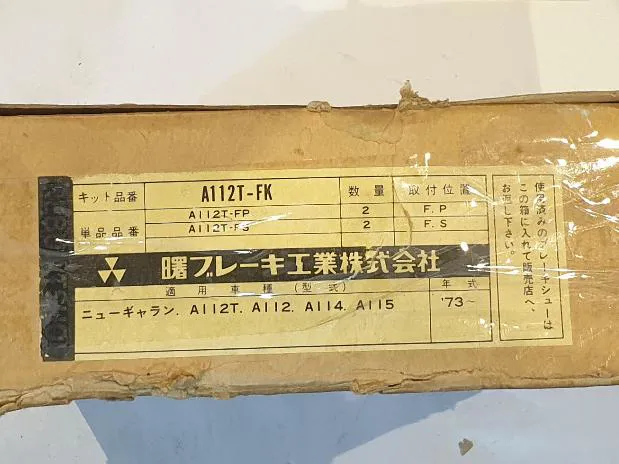 キット品番 A112T-FK 数量 取付位置
単品品番 A112T-FP 2 F.P
A112T-FS 2 F.S
曙ブレーキ工業株式会社
適用車種(型式) 年式
ニューギャラン. A112T. A112. A114. A115 '73~
使用済みのブレーキシューは
この箱に入れて販売店へ、
お返し下さい。